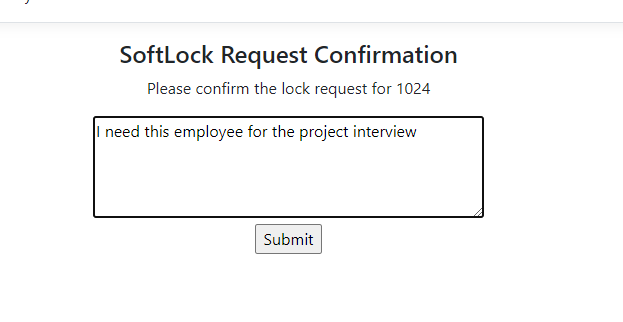 SoftLock Request Confirmation
Please confirm the lock request for 1024
I need this employee for the project interview
Submit